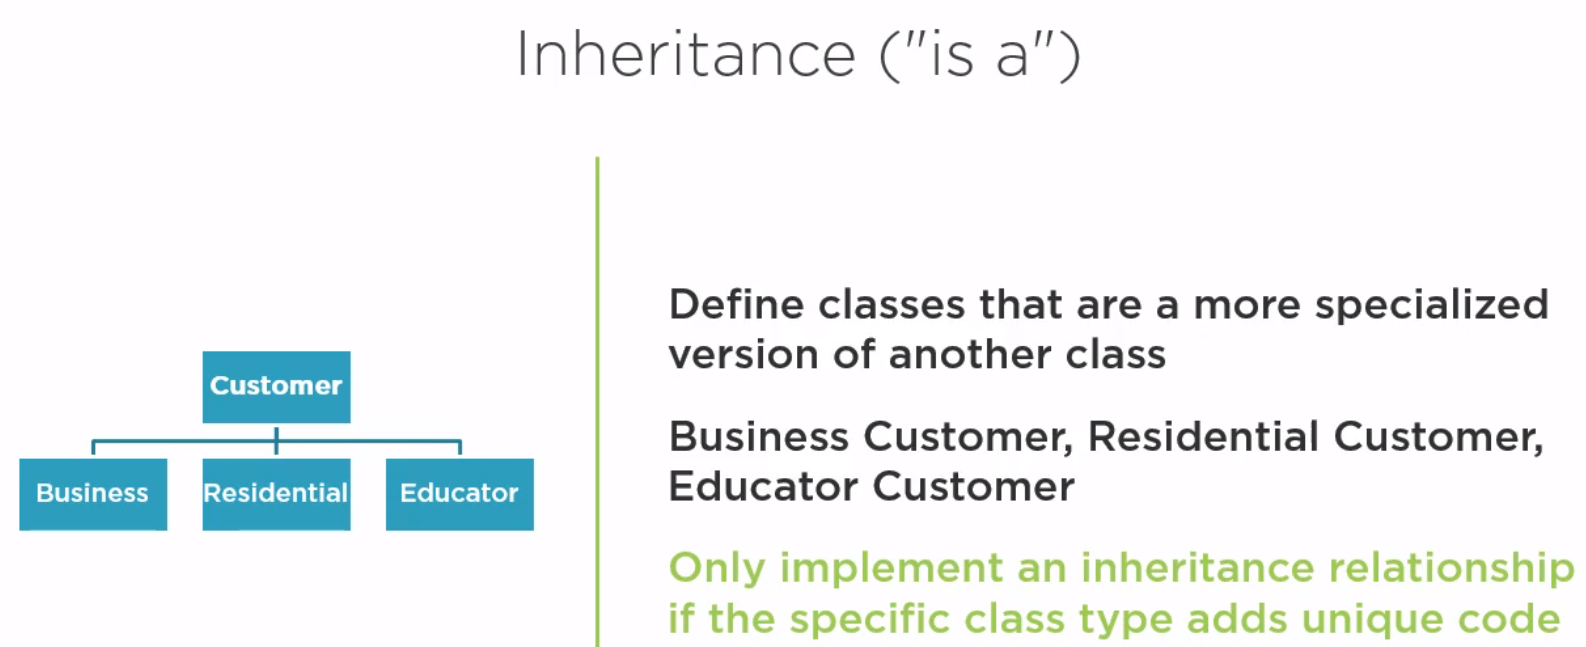 Inheritance ("is a")
Customer
Business
Residential
Educator
Define classes that are a more specialized
version of another class
Business Customer, Residential Customer,
Educator Customer
Only implement an inheritance relationship
if the specific class type adds unique code